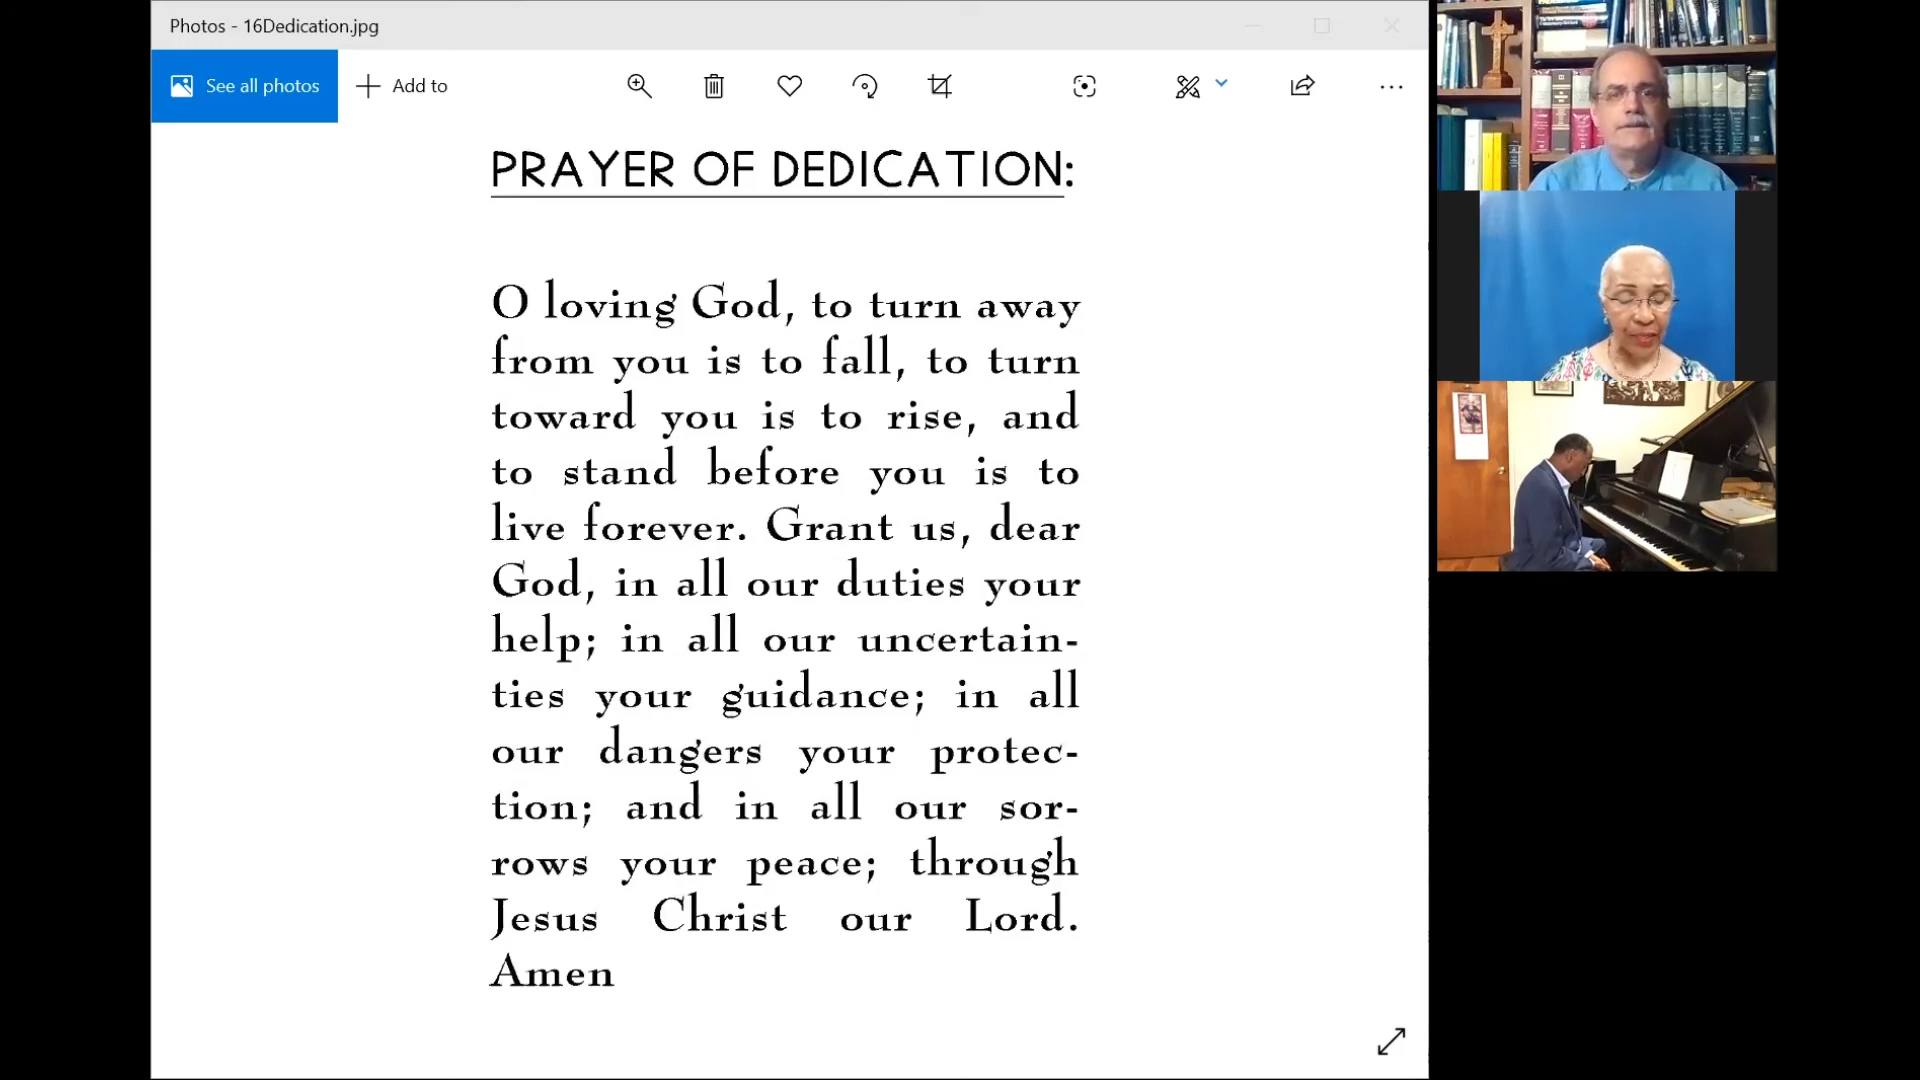 Photos - 16Dedication.jpg
See all photos
Add to
PRAYER OF DEDICATION:
O loving God, to turn away
from you is to fall, to turn
toward you is to rise, and
to stand before you is to
live forever. Grant us, dear
God, in all our duties your
help; in all our uncertain-
ties your guidance; in all
our dangers your protec-
tion; and in all our sor-
rows your peace; through
Jesus Christ our Lord.
Amen